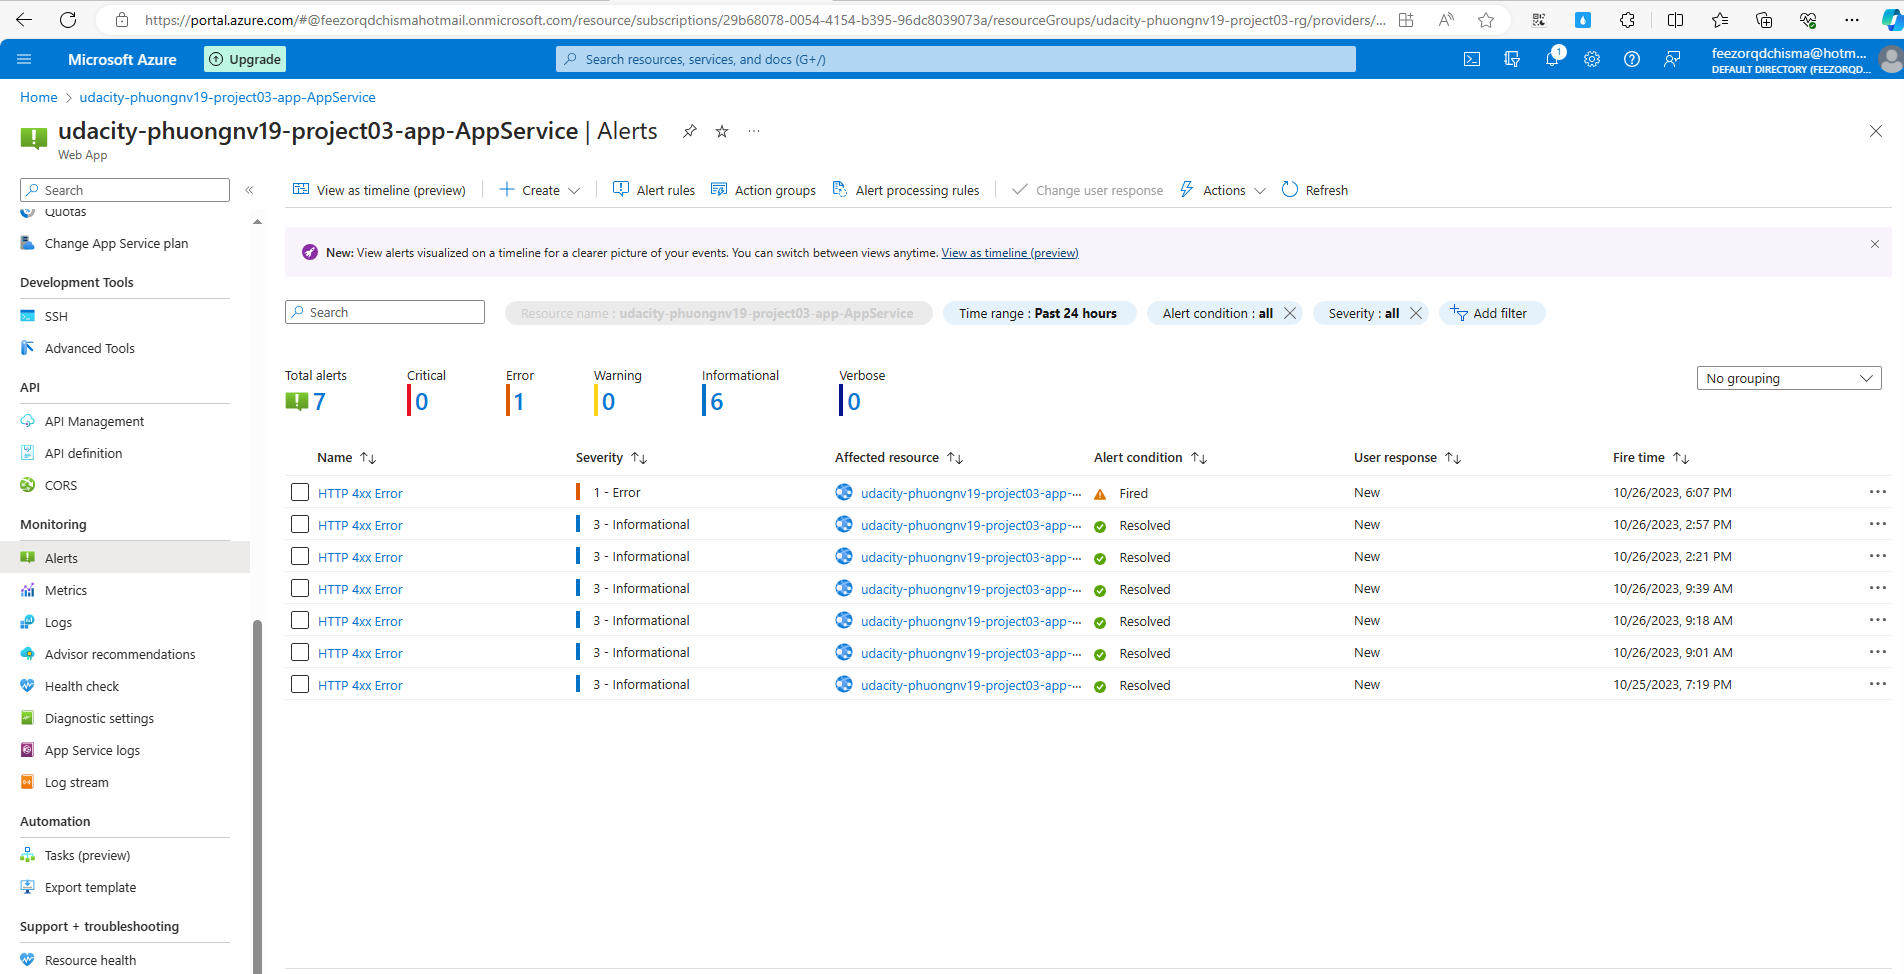 https://portal.azure.com/#@feezorqdchismahotmail.onmicrosoft.com/resource/subscriptions/29b68078-0054-4154-b395-96dc8039073a/resourceGroups/udacity-phuongnv19-project03-rg/providers/...
Microsoft Azure
Upgrade
Search resources, services, and docs (G+/)
1
feezorqdchisma@hotm...
DEFAULT DIRECTORY (FEEZORQD...
Home > udacity-phuongnv19-project03-app-AppService
udacity-phuongnv19-project03-app-AppService | Alerts
Web App
Search
Quotas
Change App Service plan
Development Tools
SSH
Advanced Tools
API
API Management
API definition
CORS
Monitoring
Alerts
Metrics
Logs
Advisor recommendations
Health check
Diagnostic settings
App Service logs
Log stream
Automation
Tasks (preview)
Export template
Support + troubleshooting
Resource health
View as timeline (preview) Create Alert rules Action groups Alert processing rules Change user response Actions Refresh
New: View alerts visualized on a timeline for a clearer picture of your events. You can switch between views anytime. View as timeline (preview)
Search Resource name : udacity-phuongnv19-project03-app-AppService Time range : Past 24 hours Alert condition : all Severity : all Add filter
Total alerts Critical Error Warning Informational Verbose
7 0 1 0 6 0
No grouping
Name Severity Affected resource Alert condition User response Fire time
HTTP 4xx Error 1 - Error udacity-phuongnv19-project03-app-... Fired New 10/26/2023, 6:07 PM
HTTP 4xx Error 3 - Informational udacity-phuongnv19-project03-app-... Resolved New 10/26/2023, 2:57 PM
HTTP 4xx Error 3 - Informational udacity-phuongnv19-project03-app-... Resolved New 10/26/2023, 2:21 PM
HTTP 4xx Error 3 - Informational udacity-phuongnv19-project03-app-... Resolved New 10/26/2023, 9:39 AM
HTTP 4xx Error 3 - Informational udacity-phuongnv19-project03-app-... Resolved New 10/26/2023, 9:18 AM
HTTP 4xx Error 3 - Informational udacity-phuongnv19-project03-app-... Resolved New 10/26/2023, 9:01 AM
HTTP 4xx Error 3 - Informational udacity-phuongnv19-project03-app-... Resolved New 10/25/2023, 7:19 PM